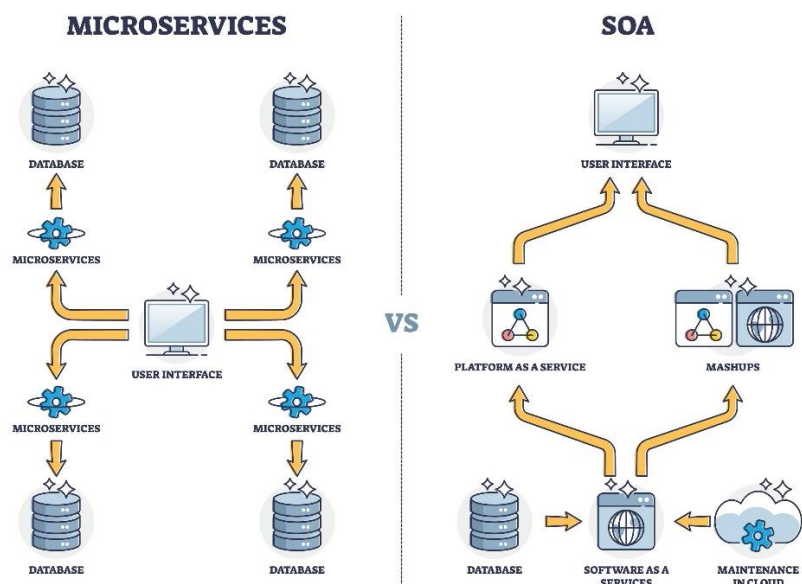 MICROSERVICES
SOA
DATABASE
DATABASE
USER INTERFACE
MICROSERVICES
MICROSERVICES
VS
USER INTERFACE
PLATFORM AS A SERVICE
MASHUPS
MICROSERVICES
MICROSERVICES
DATABASE
DATABASE
DATABASE
SOFTWARE AS A
SERVICES
MAINTENANCE
IN CLOUD